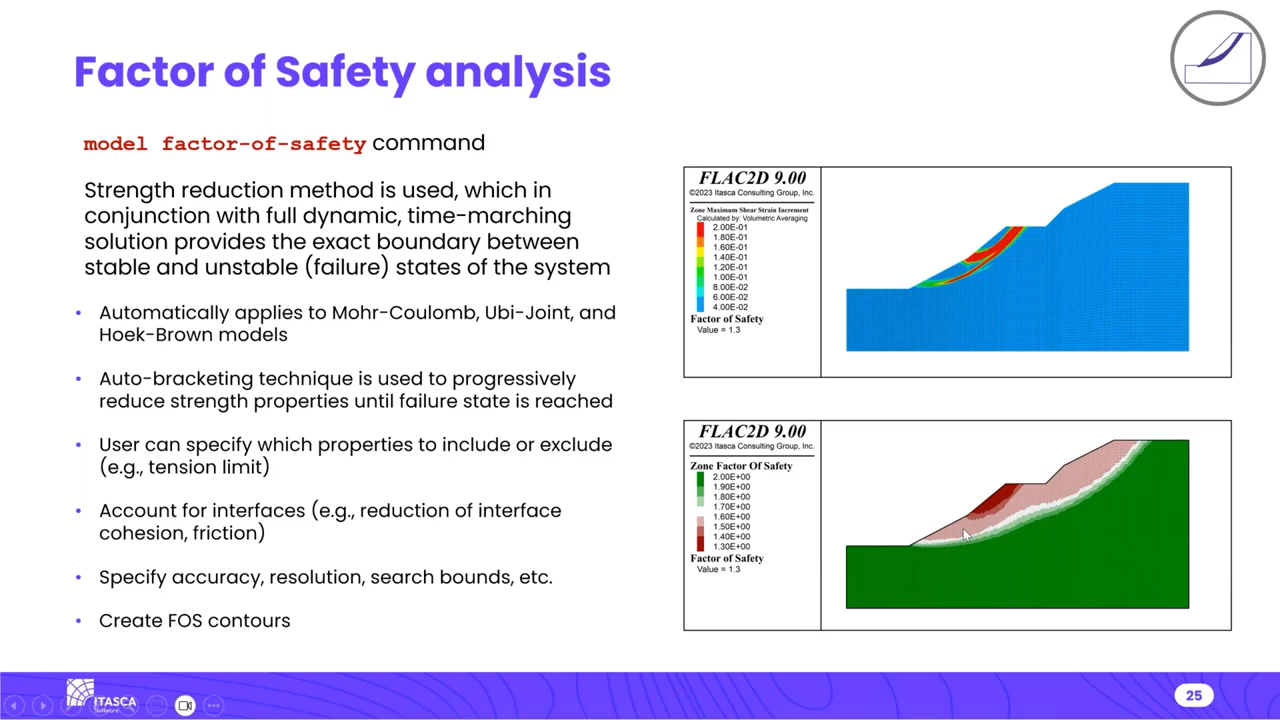 Factor of Safety analysis
model factor-of-safety command
Strength reduction method is used, which in
conjunction with full dynamic, time-marching
solution provides the exact boundary between
stable and unstable (failure) states of the system
• Automatically applies to Mohr-Coulomb, Ubi-Joint, and
Hoek-Brown models
• Auto-bracketing technique is used to progressively
reduce strength properties until failure state is reached
• User can specify which properties to include or exclude
(e.g., tension limit)
• Account for interfaces (e.g., reduction of interface
cohesion, friction)
• Specify accuracy, resolution, search bounds, etc.
• Create FOS contours
FLAC2D 9.00
©2023 Itasca Consulting Group, Inc.
Zone Maximum Shear Strain Increment
Calculated by: Volumetric Averaging
2.00E-01
1.80E-01
1.60E-01
1.40E-01
1.20E-01
1.00E-01
8.00E-02
6.00E-02
4.00E-02
Factor of Safety
Value = 1.3
FLAC2D 9.00
©2023 Itasca Consulting Group, Inc.
Zone Factor Of Safety
2.00E+00
1.90E+00
1.80E+00
1.70E+00
1.60E+00
1.50E+00
1.40E+00
1.30E+00
Factor of Safety
Value = 1.3
ITASCA
Software
25